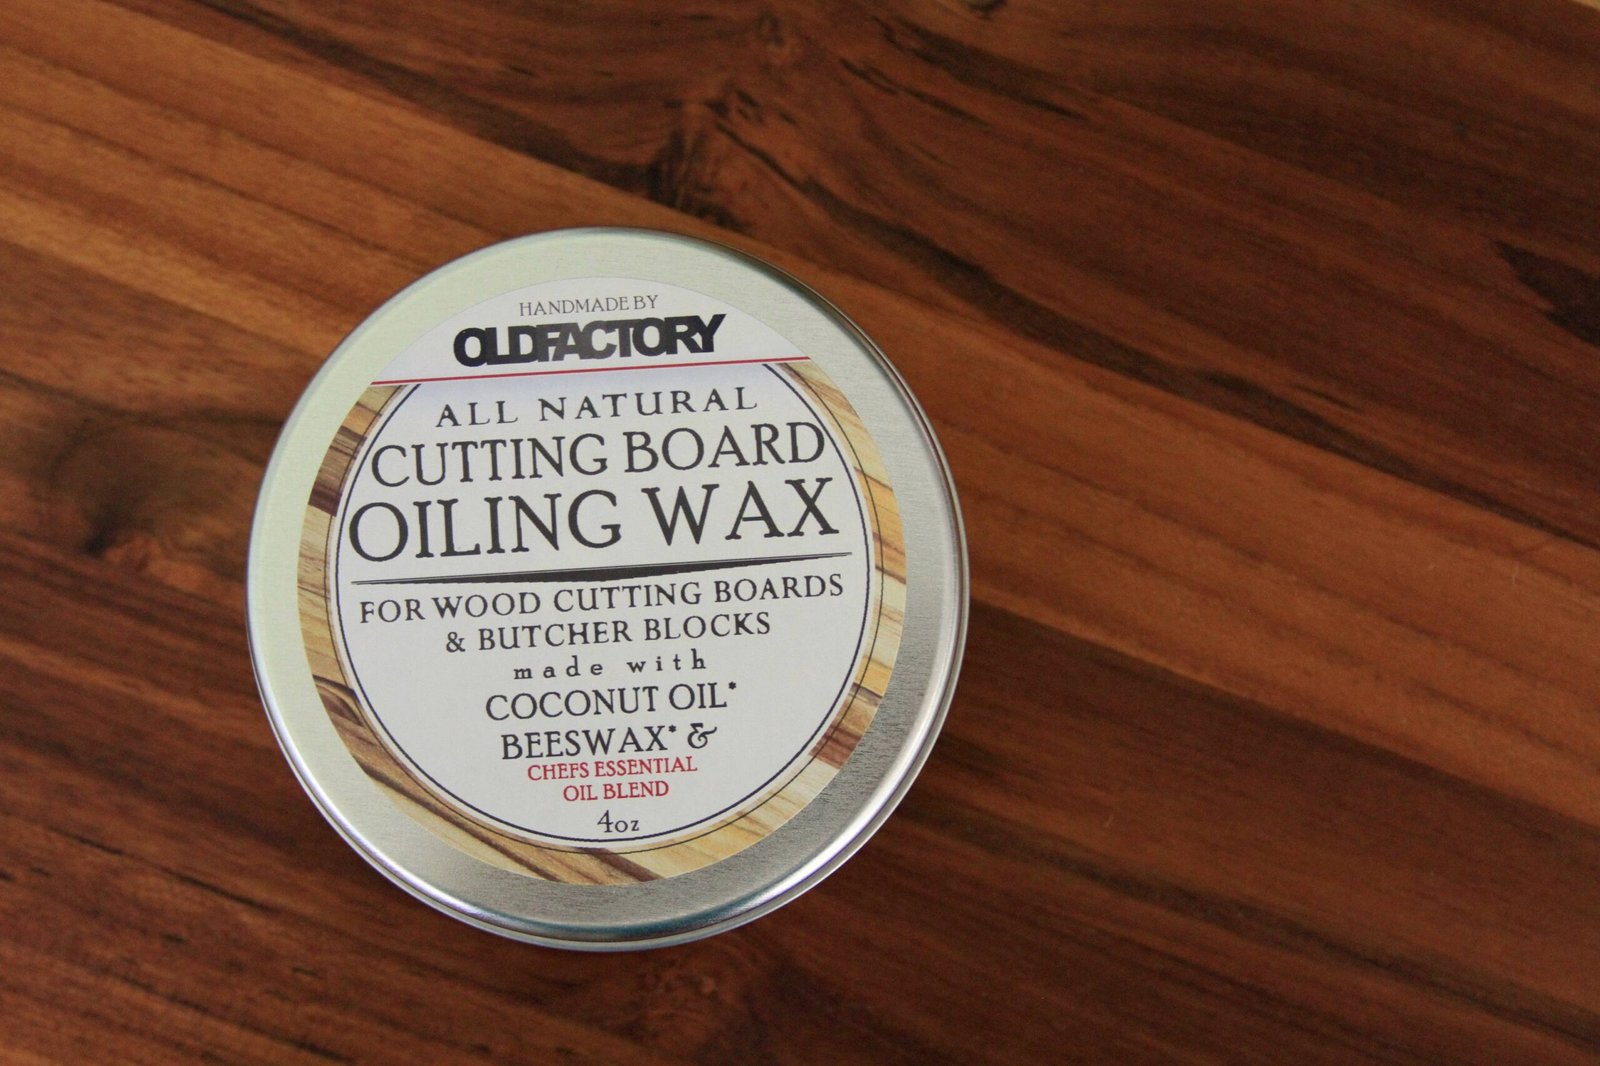 HANDMADE BY
OLDFACTORY
ALL NATURAL
CUTTING BOARD
OILING WAX
FOR WOOD CUTTING BOARDS
& BUTCHER BLOCKS
made with
COCONUT OIL*
BEESWAX* &
CHEFS ESSENTIAL
OIL BLEND
4oz